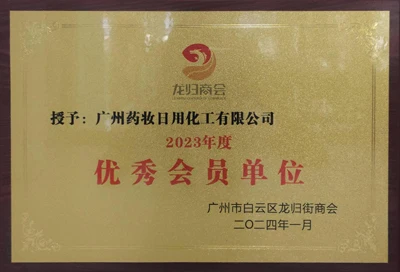 龙归商会
授予：广州药妆日用化工有限公司
2023年度
优秀会员单位
广州市白云区龙归街商会
二〇二四年一月